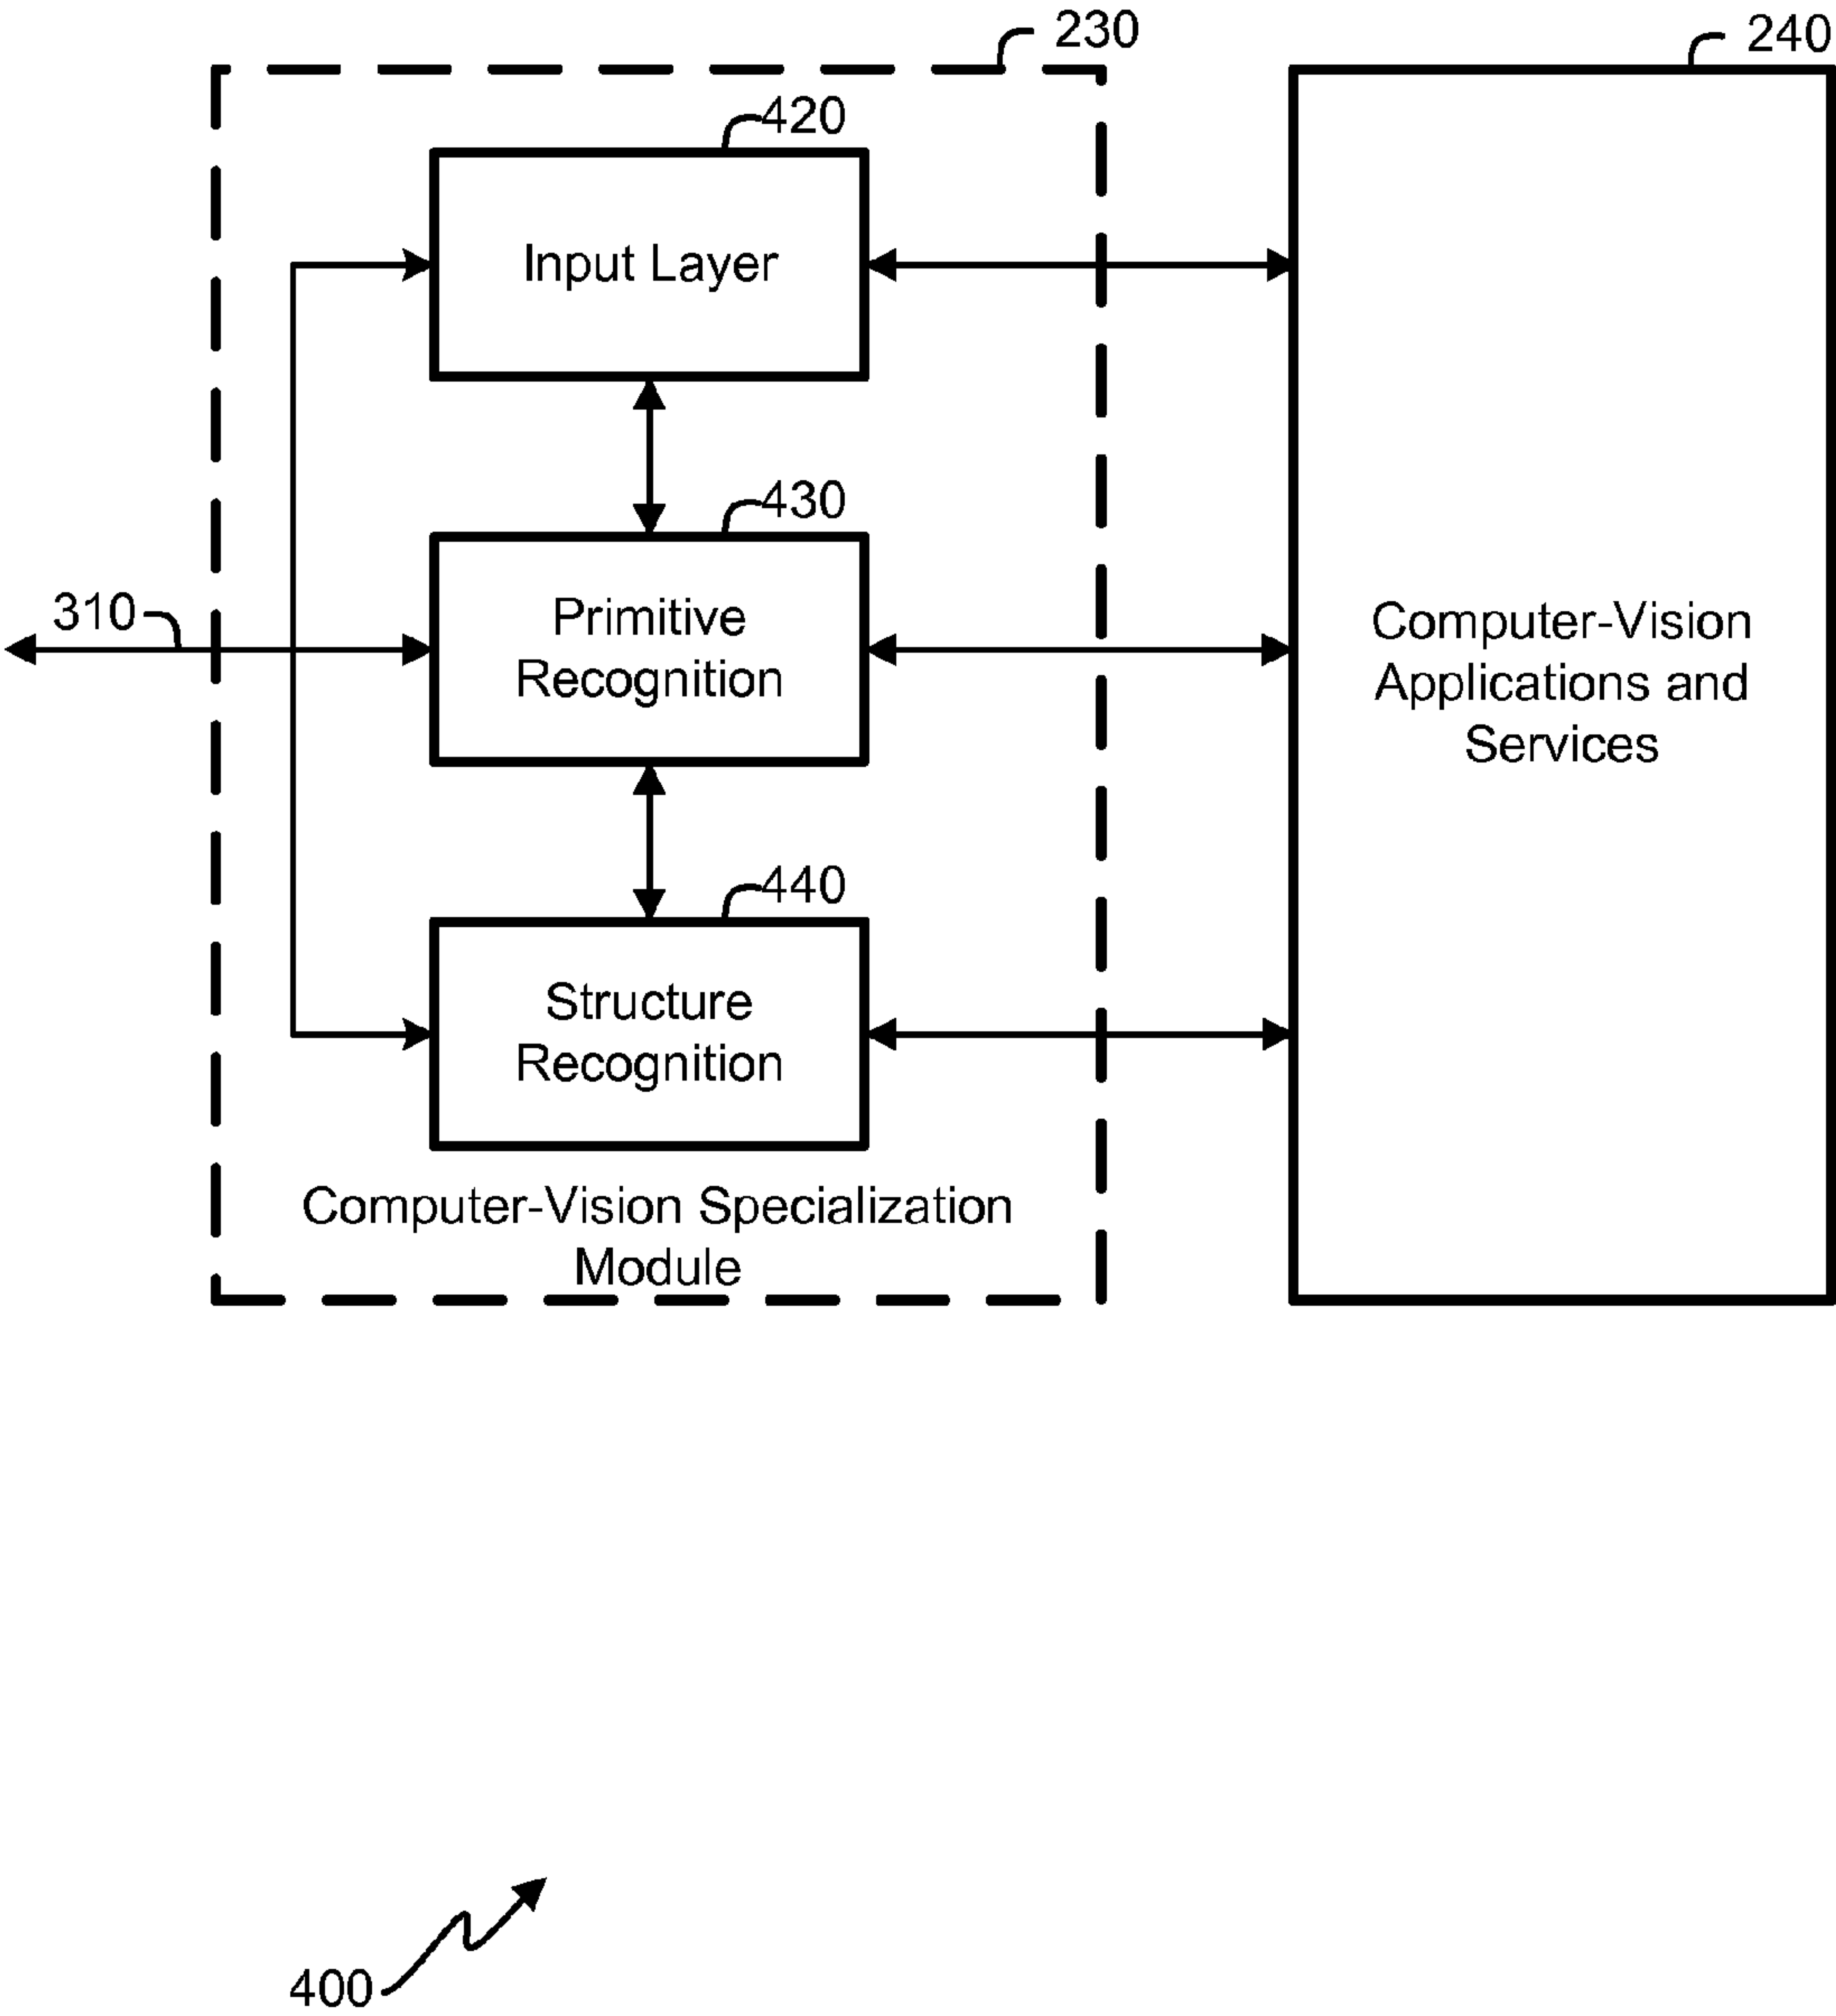 230
240
420
Input Layer
430
310
Primitive
Recognition
Computer-Vision
Applications and
Services
440
Structure
Recognition
Computer-Vision Specialization
Module
400